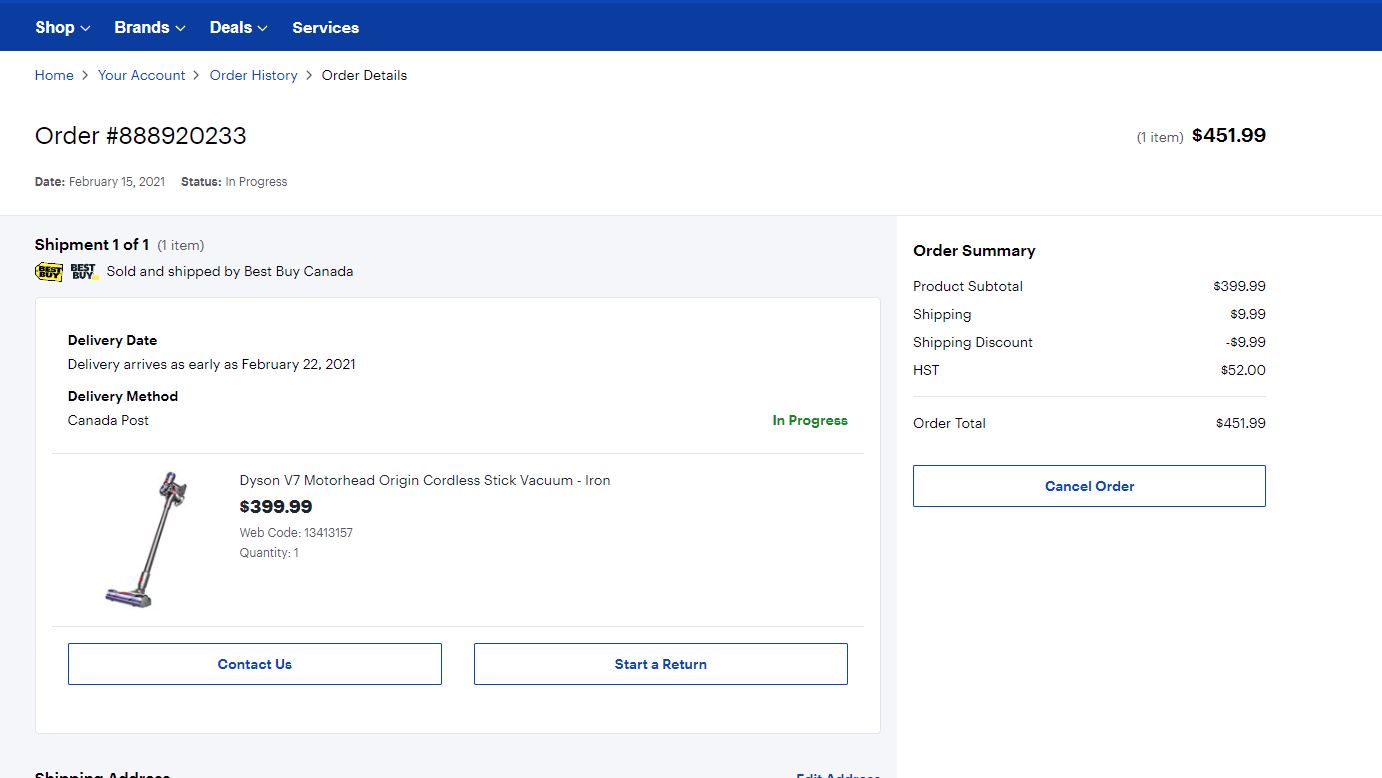 Shop Brands Deals Services
Home > Your Account > Order History > Order Details
Order #888920233
(1 item) $451.99
Date: February 15, 2021 Status: In Progress
Shipment 1 of 1 (1 item)
BEST BUY BEST BUY Sold and shipped by Best Buy Canada
Delivery Date
Delivery arrives as early as February 22, 2021
Delivery Method
Canada Post
In Progress
Dyson V7 Motorhead Origin Cordless Stick Vacuum - Iron
$399.99
Web Code: 13413157
Quantity: 1
Contact Us
Start a Return
Order Summary
Product Subtotal $399.99
Shipping $9.99
Shipping Discount -$9.99
HST $52.00
Order Total $451.99
Cancel Order
Shipping Address
Edit Address